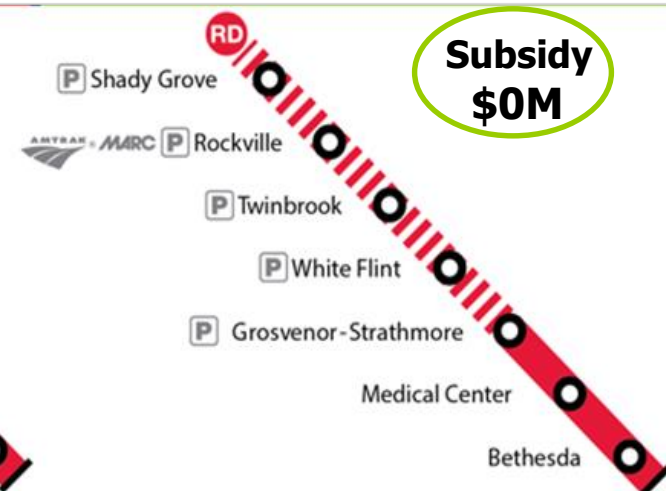 RD
Subsidy
$0M
P Shady Grove
AMTRAK® MARC P Rockville
P Twinbrook
P White Flint
P Grosvenor-Strathmore
Medical Center
Bethesda